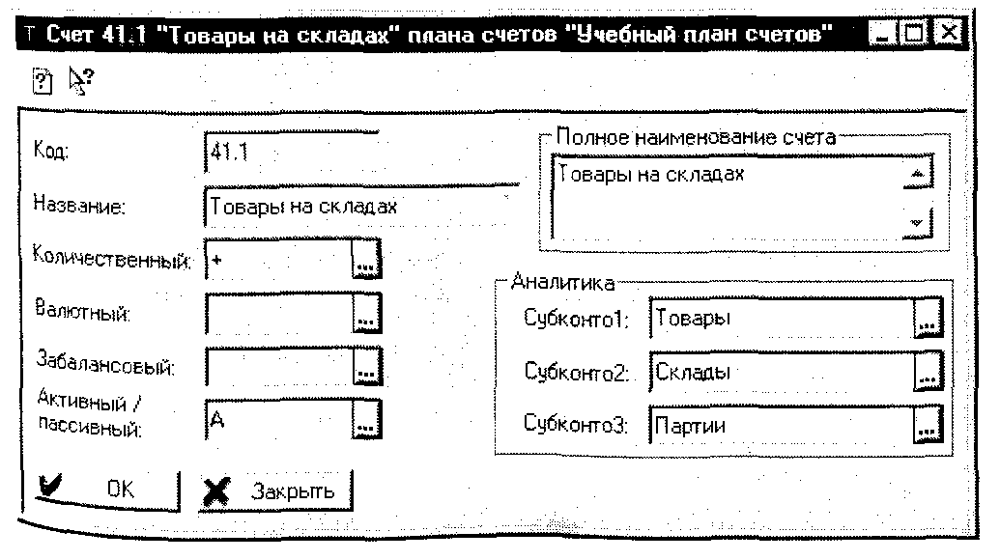 Счет 41.1 "Товары на складах" плана счетов "Учебный план счетов"
Код:
41.1
Название:
Товары на складах
Количественный:
+
...
Валютный:
...
Забалансовый:
...
Активный /
пассивный:
А
...
Полное наименование счета
Товары на складах
Аналитика
Субконто1:
Товары
...
Субконто2:
Склады
...
Субконто3:
Партии
...
OK
Закрыть